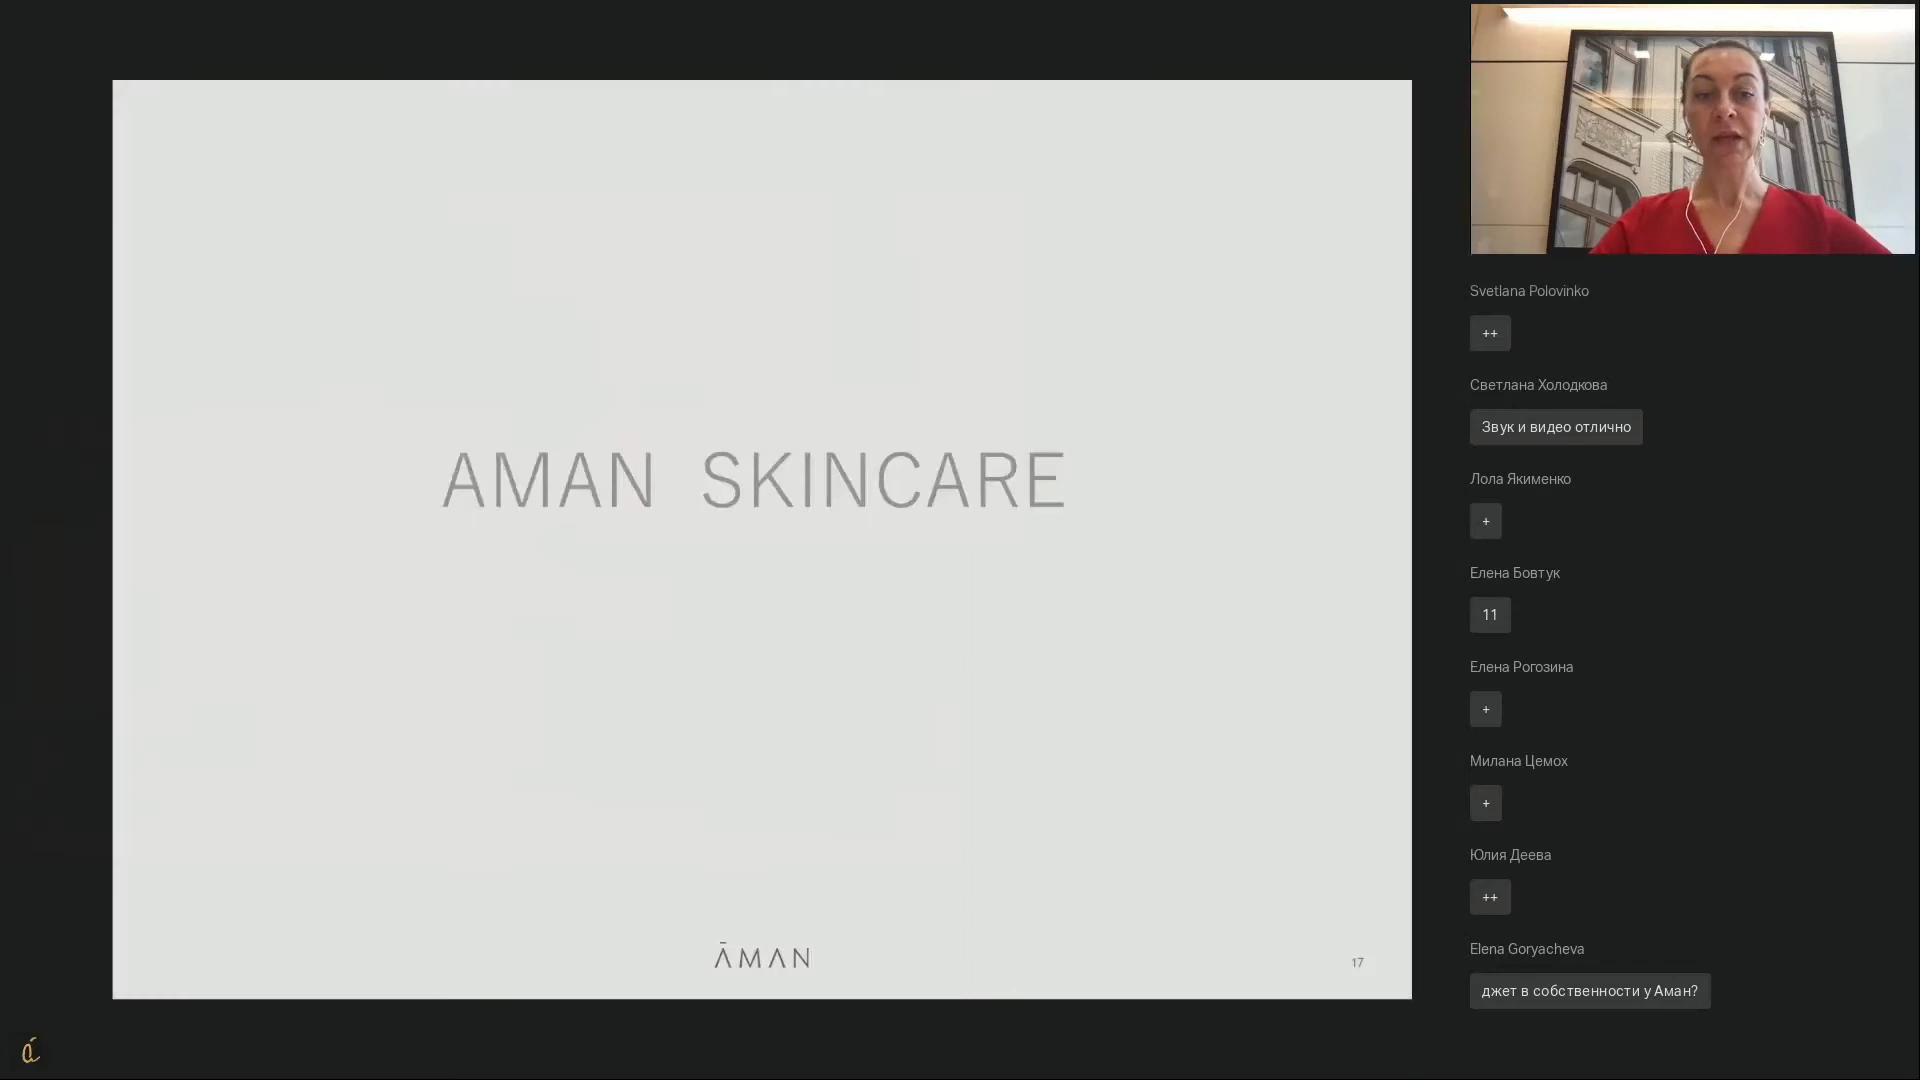 AMAN SKINCARE
ĀMAN
17
Svetlana Polovinko
++
Светлана Холодкова
Звук и видео отлично
Лола Якименко
+
Елена Бовтук
11
Елена Рогозина
+
Милана Цемох
+
Юлия Деева
++
Elena Goryacheva
джет в собственности у Аман?
á